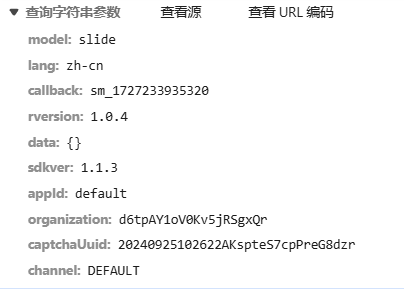 查询字符串参数 查看源 查看 URL 编码
model: slide
lang: zh-cn
callback: sm_1727233935320
rversion: 1.0.4
data: {}
sdkver: 1.1.3
appId: default
organization: d6tpAY1oV0Kv5jRSgxQr
captchaUuid: 20240925102622AKspteS7cpPreG8dzr
channel: DEFAULT